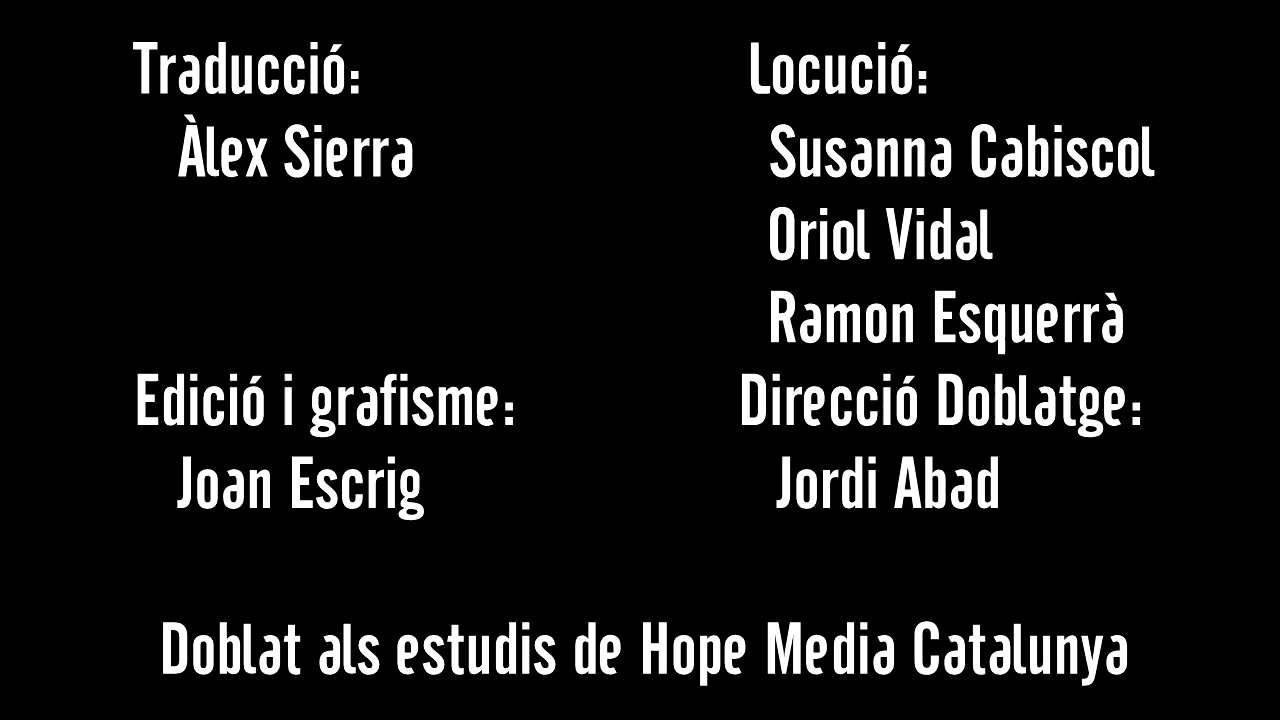 Traducció:
Àlex Sierra
Locució:
Susanna Cabiscol
Oriol Vidal
Ramon Esquerrà
Edició i grafisme:
Joan Escrig
Direcció Doblatge:
Jordi Abad
Doblat als estudis de Hope Media Catalunya